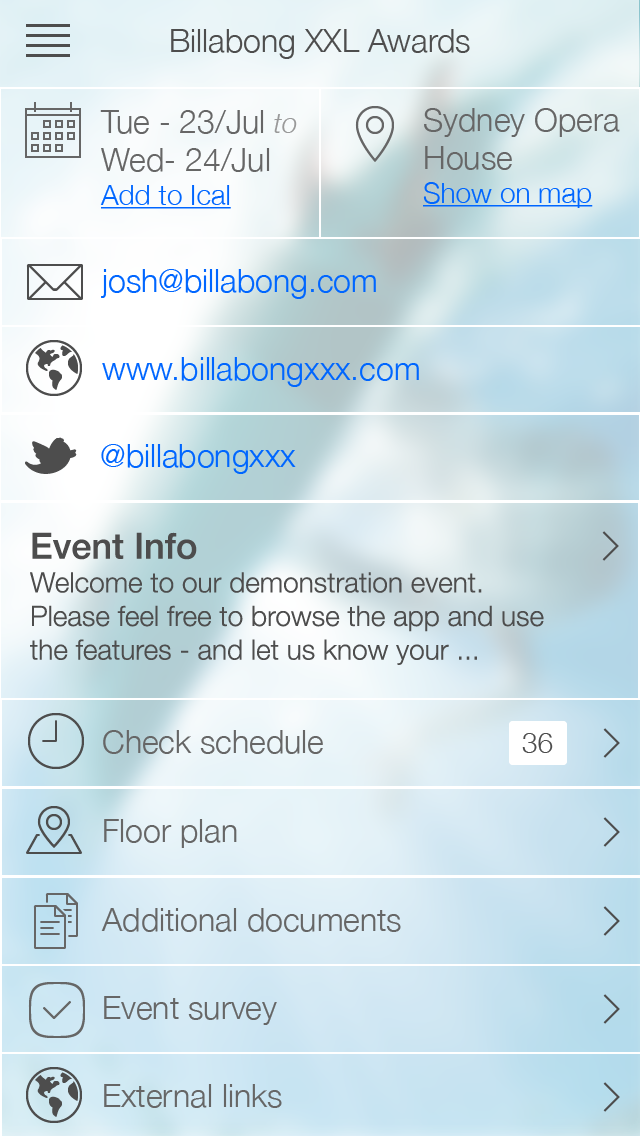 Billabong XXL Awards
Tue - 23/Jul to
Wed- 24/Jul
Add to Ical
Sydney Opera
House
Show on map
josh@billabong.com
www.billabongxxx.com
@billabongxxx
Event Info
Welcome to our demonstration event.
Please feel free to browse the app and use
the features - and let us know your ...
Check schedule 36
Floor plan
Additional documents
Event survey
External links